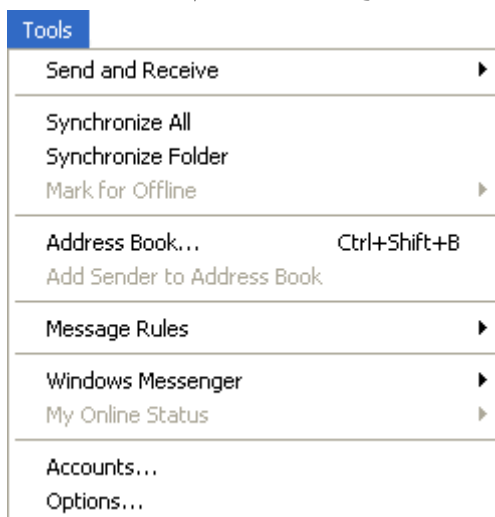 Tools
Send and Receive
Synchronize All
Synchronize Folder
Mark for Offline
Address Book... Ctrl+Shift+B
Add Sender to Address Book
Message Rules
Windows Messenger
My Online Status
Accounts...
Options...